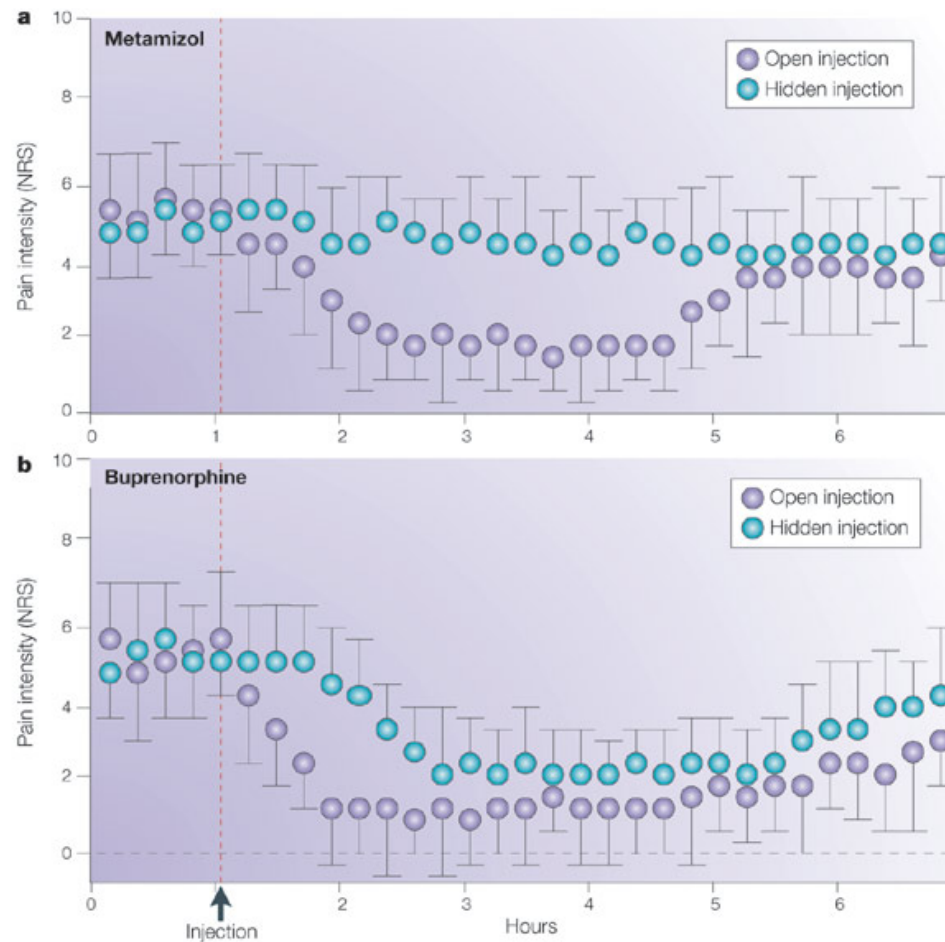 a
Metamizol
Open injection
Hidden injection
Pain intensity (NRS)
10
8
6
4
2
0
0 1 2 3 4 5 6
b
Buprenorphine
Open injection
Hidden injection
Pain intensity (NRS)
10
8
6
4
2
0
0 2 3 4 5 6
Injection
Hours